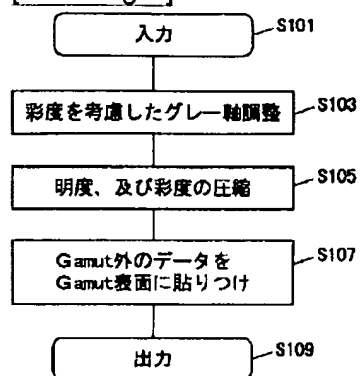 入力
S101
彩度を考慮したグレー軸調整
S103
明度、及び彩度の圧縮
S105
Gamut外のデータを
Gamut表面に貼りつけ
S107
出力
S109